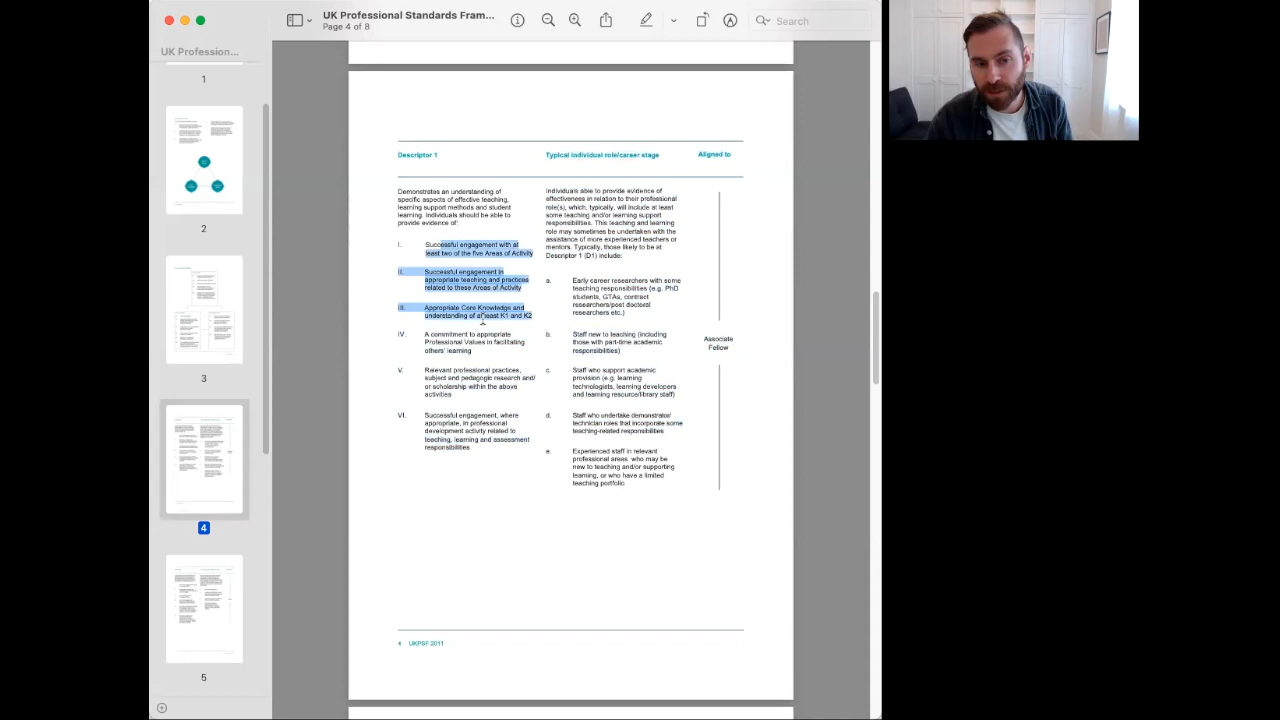 UK Professional Standards Fram...
Page 4 of 8
Search
UK Profession...
1
2
3
4
5
Descriptor 1
Typical individual role/career stage
Aligned to
Demonstrates an understanding of
specific aspects of effective teaching,
learning support methods and student
learning. Individuals should be able to
provide evidence of:
I. Successful engagement with at
least two of the five Areas of Activity
II. Successful engagement in
appropriate teaching and practices
related to these Areas of Activity
III. Appropriate Core Knowledge and
understanding of at least K1 and K2
IV. A commitment to appropriate
Professional Values in facilitating
others' learning
V. Relevant professional practices,
subject and pedagogic research and/
or scholarship within the above
activities
VI. Successful engagement, where
appropriate, in professional
development activity related to
teaching, learning and assessment
responsibilities
Individuals able to provide evidence of
effectiveness in relation to their professional
role(s), which, typically, will include at least
some teaching and/or learning support
responsibilities. This teaching and learning
role may sometimes be undertaken with the
assistance of more experienced teachers or
mentors. Typically, those likely to be at
Descriptor 1 (D1) include:
a. Early career researchers with some
teaching responsibilities (e.g. PhD
students, GTAs, contract
researchers/post doctoral
researchers etc.)
b. Staff new to teaching (including
those with part-time academic
responsibilities)
c. Staff who support academic
provision (e.g. learning
technologists, learning developers
and learning resource/library staff)
d. Staff who undertake demonstrator/
technician roles that incorporate some
teaching-related responsibilities
e. Experienced staff in relevant
professional areas who may be
new to teaching and/or supporting
learning, or who have a limited
teaching portfolio
Associate
Fellow
4 UKPSF 2011